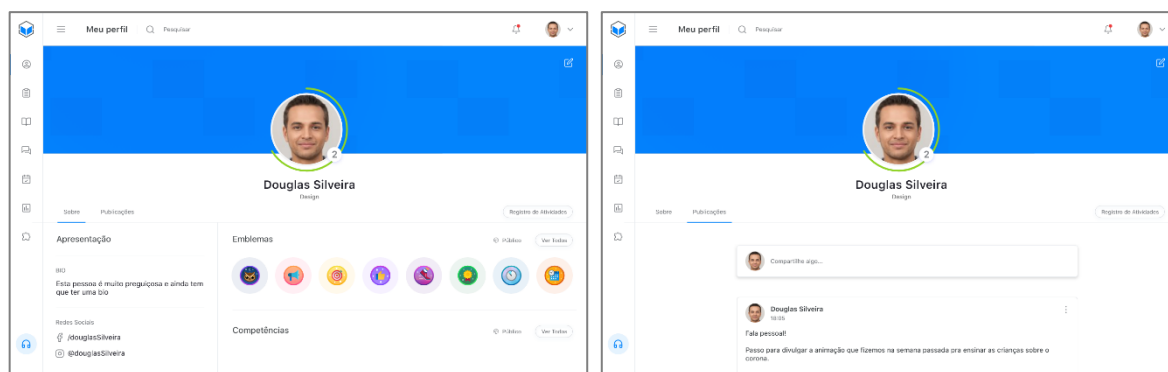 Meu perfil
Pesquisar
2
Douglas Silveira
Design
Sobre
Publicações
Registro de Atividades
Apresentação
BIO
Esta pessoa é muito preguiçosa e ainda tem
que ter uma bio
Redes Sociais
/douglasSilveira
@douglasSilveira
Emblemas
Público
Ver Todos
Competências
Público
Ver Todos
Meu perfil
Pesquisar
2
Douglas Silveira
Design
Sobre
Publicações
Registro de Atividades
Compartilhe algo...
Douglas Silveira
Fala pessoal!
Passo para divulgar a animação que fizemos na semana passada pra ensinar as crianças sobre o
corona.